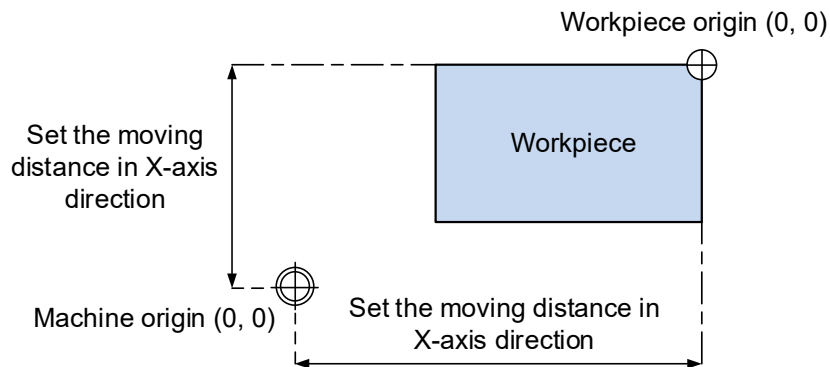 Workpiece origin (0, 0)
Set the moving
distance in X-axis
direction
Workpiece
Machine origin (0, 0)
Set the moving distance in
X-axis direction